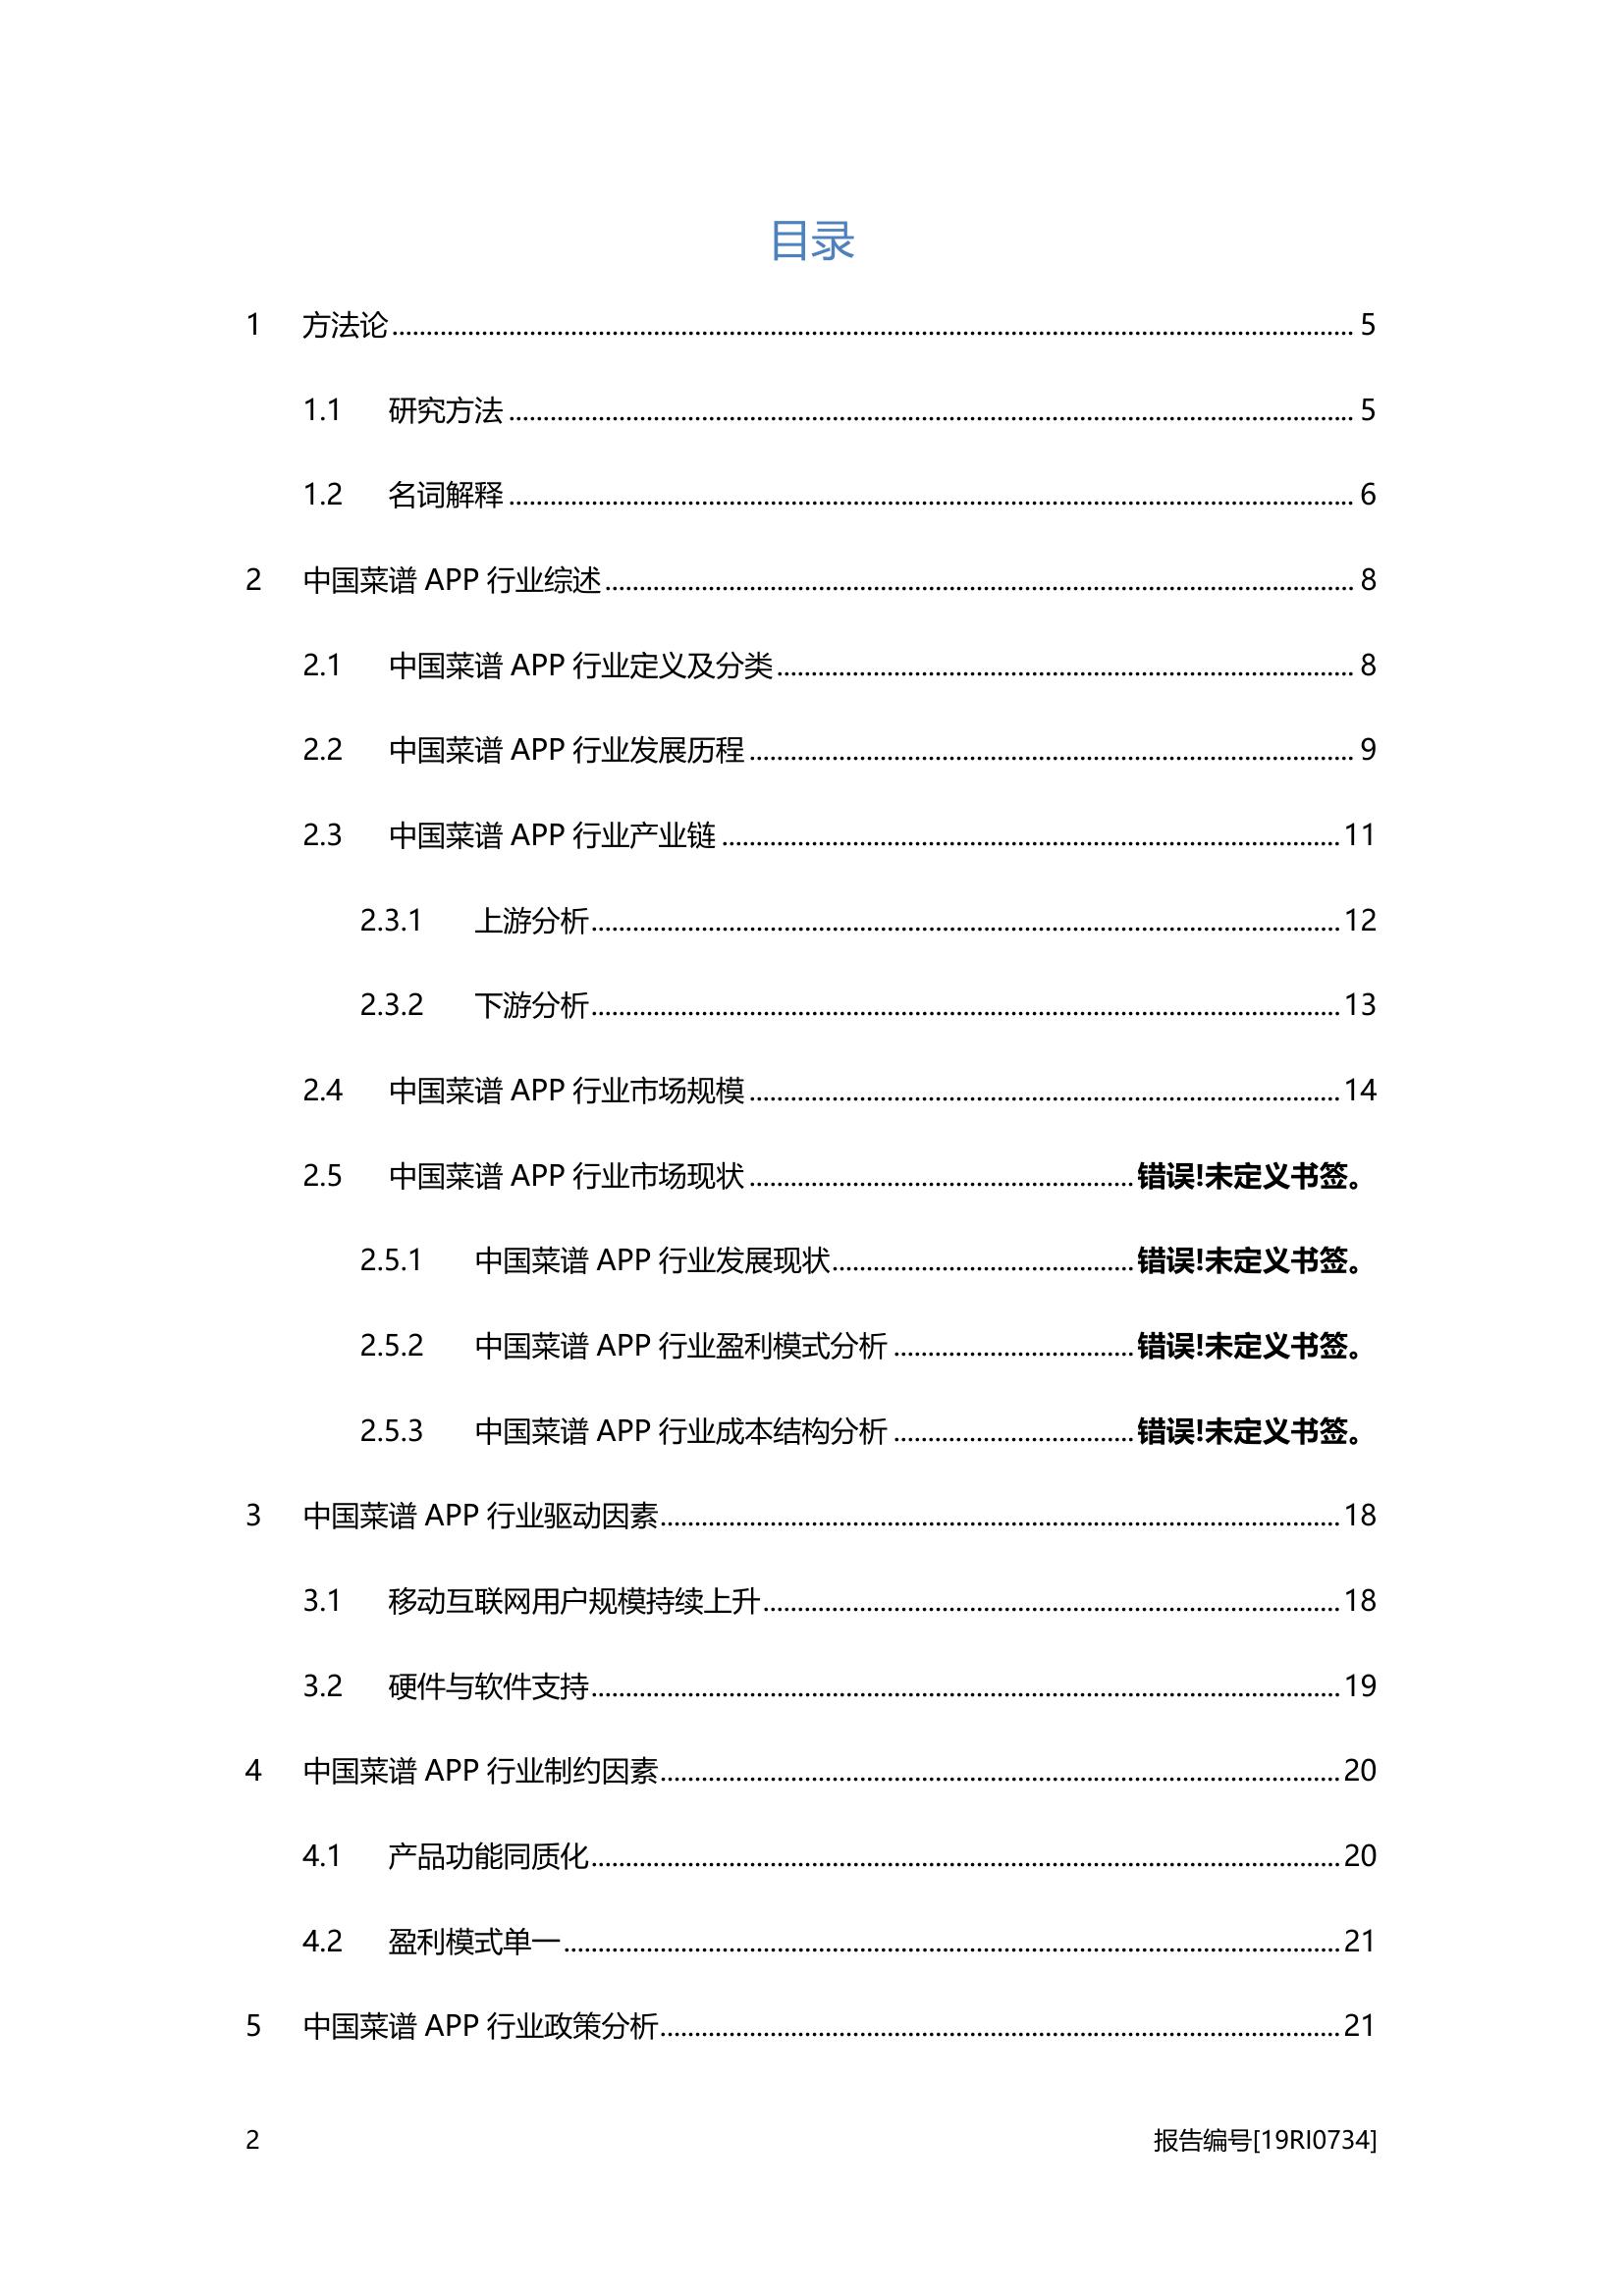 目录
1 方法论 5
1.1 研究方法 5
1.2 名词解释 6
2 中国菜谱 APP 行业综述 8
2.1 中国菜谱 APP 行业定义及分类 8
2.2 中国菜谱 APP 行业发展历程 9
2.3 中国菜谱 APP 行业产业链 11
2.3.1 上游分析 12
2.3.2 下游分析 13
2.4 中国菜谱 APP 行业市场规模 14
2.5 中国菜谱 APP 行业市场现状 错误!未定义书签。
2.5.1 中国菜谱 APP 行业发展现状 错误!未定义书签。
2.5.2 中国菜谱 APP 行业盈利模式分析 错误!未定义书签。
2.5.3 中国菜谱 APP 行业成本结构分析 错误!未定义书签。
3 中国菜谱 APP 行业驱动因素 18
3.1 移动互联网用户规模持续上升 18
3.2 硬件与软件支持 19
4 中国菜谱 APP 行业制约因素 20
4.1 产品功能同质化 20
4.2 盈利模式单一 21
5 中国菜谱 APP 行业政策分析 21
2 报告编号[19RI0734]